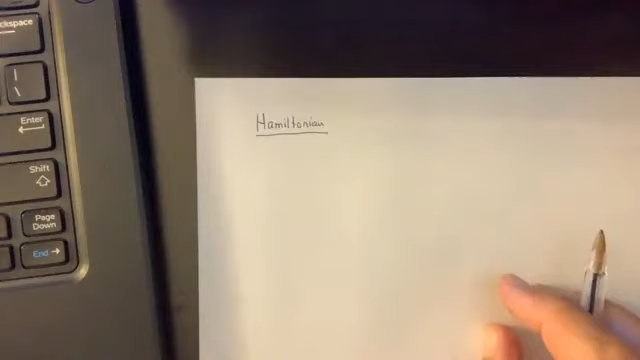 ckspace
|
\
Enter
Shift
Page
Down
End
Hamiltonian